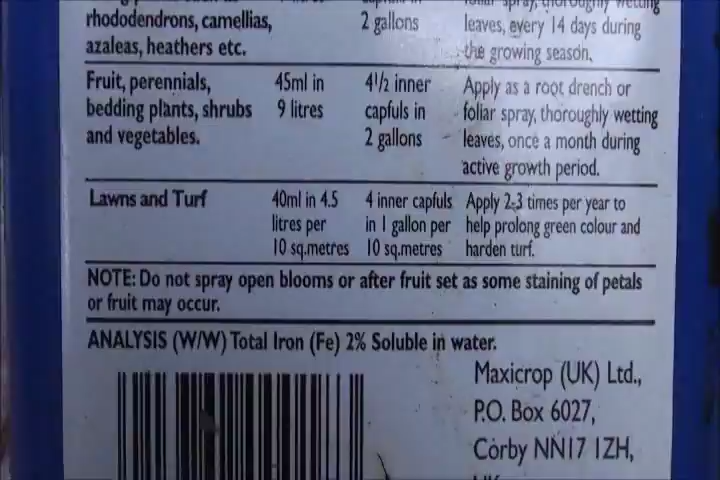 rhododendrons, camellias, 2 gallons leaves, every 14 days during
azaleas, heathers etc. the growing season,
Fruit, perennials, 45ml in 4½ inner Apply as a root drench or
bedding plants, shrubs 9 litres capfuls in foliar spray, thoroughly wetting
and vegetables. 2 gallons leaves, once a month during
active growth period.
Lawns and Turf 40ml in 4.5 4 inner capfuls Apply 2-3 times per year to
litres per in 1 gallon per help prolong green colour and
10 sq.metres 10 sq.metres harden turf.
NOTE: Do not spray open blooms or after fruit set as some staining of petals
or fruit may occur.
ANALYSIS (W/W) Total Iron (Fe) 2% Soluble in water.
Maxicrop (UK) Ltd.,
P.O. Box 6027,
Corby NN17 1ZH,